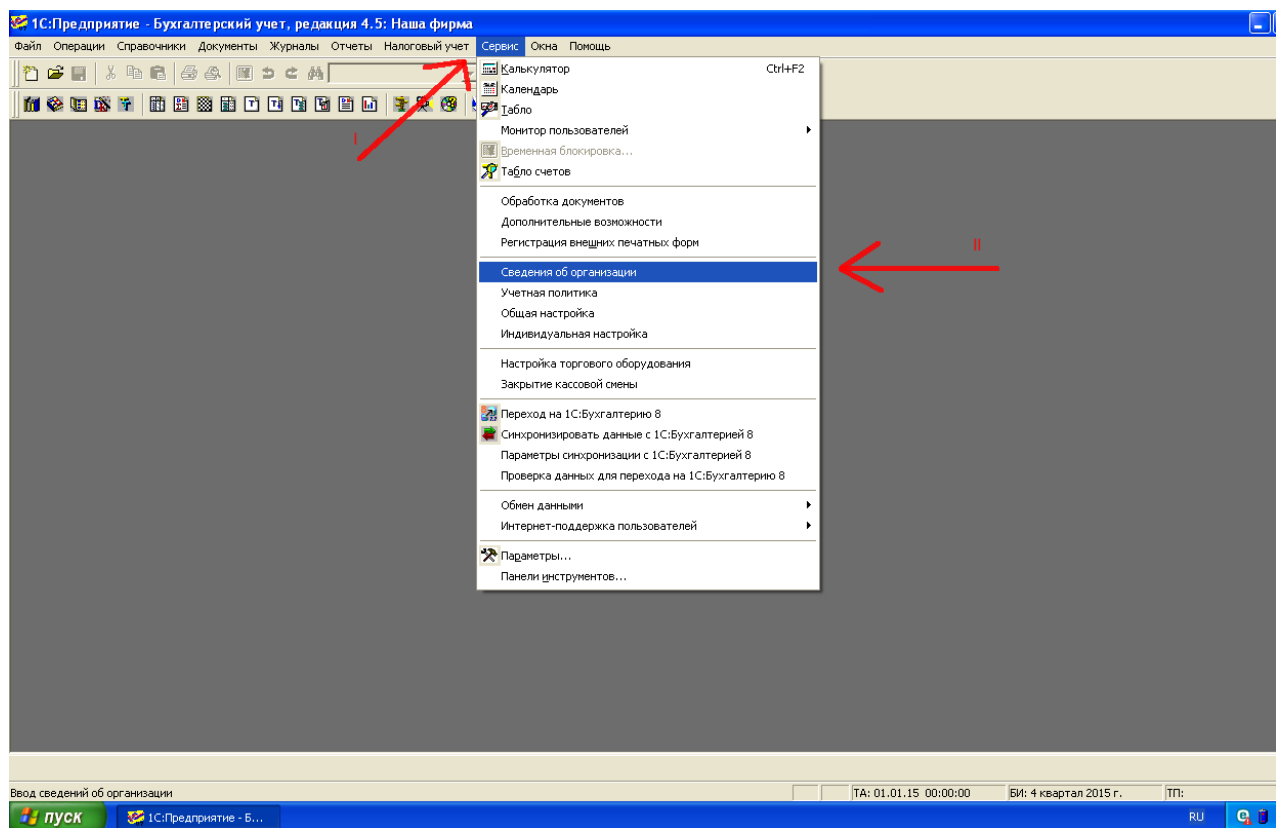 1С:Предприятие - Бухгалтерский учет, редакция 4.5: Наша фирма
Файл Операции Справочники Документы Журналы Отчеты Налоговый учет Сервис Окна Помощь
Калькулятор Ctrl+F2
Календарь
Табло
Монитор пользователей
Временная блокировка...
Табло счетов
I
Обработка документов
Дополнительные возможности
Регистрация внешних печатных форм
II
Сведения об организации
Учетная политика
Общая настройка
Индивидуальная настройка
Настройка торгового оборудования
Закрытие кассовой смены
Переход на 1С:Бухгалтерию 8
Синхронизировать данные с 1С:Бухгалтерией 8
Параметры синхронизации с 1С:Бухгалтерией 8
Проверка данных для перехода на 1С:Бухгалтерию 8
Обмен данными
Интернет-поддержка пользователей
Параметры...
Панели инструментов...
Ввод сведений об организации ТА: 01.01.15 00:00:00 БИ: 4 квартал 2015 г. ТП:
пуск 1С:Предприятие - Б... RU